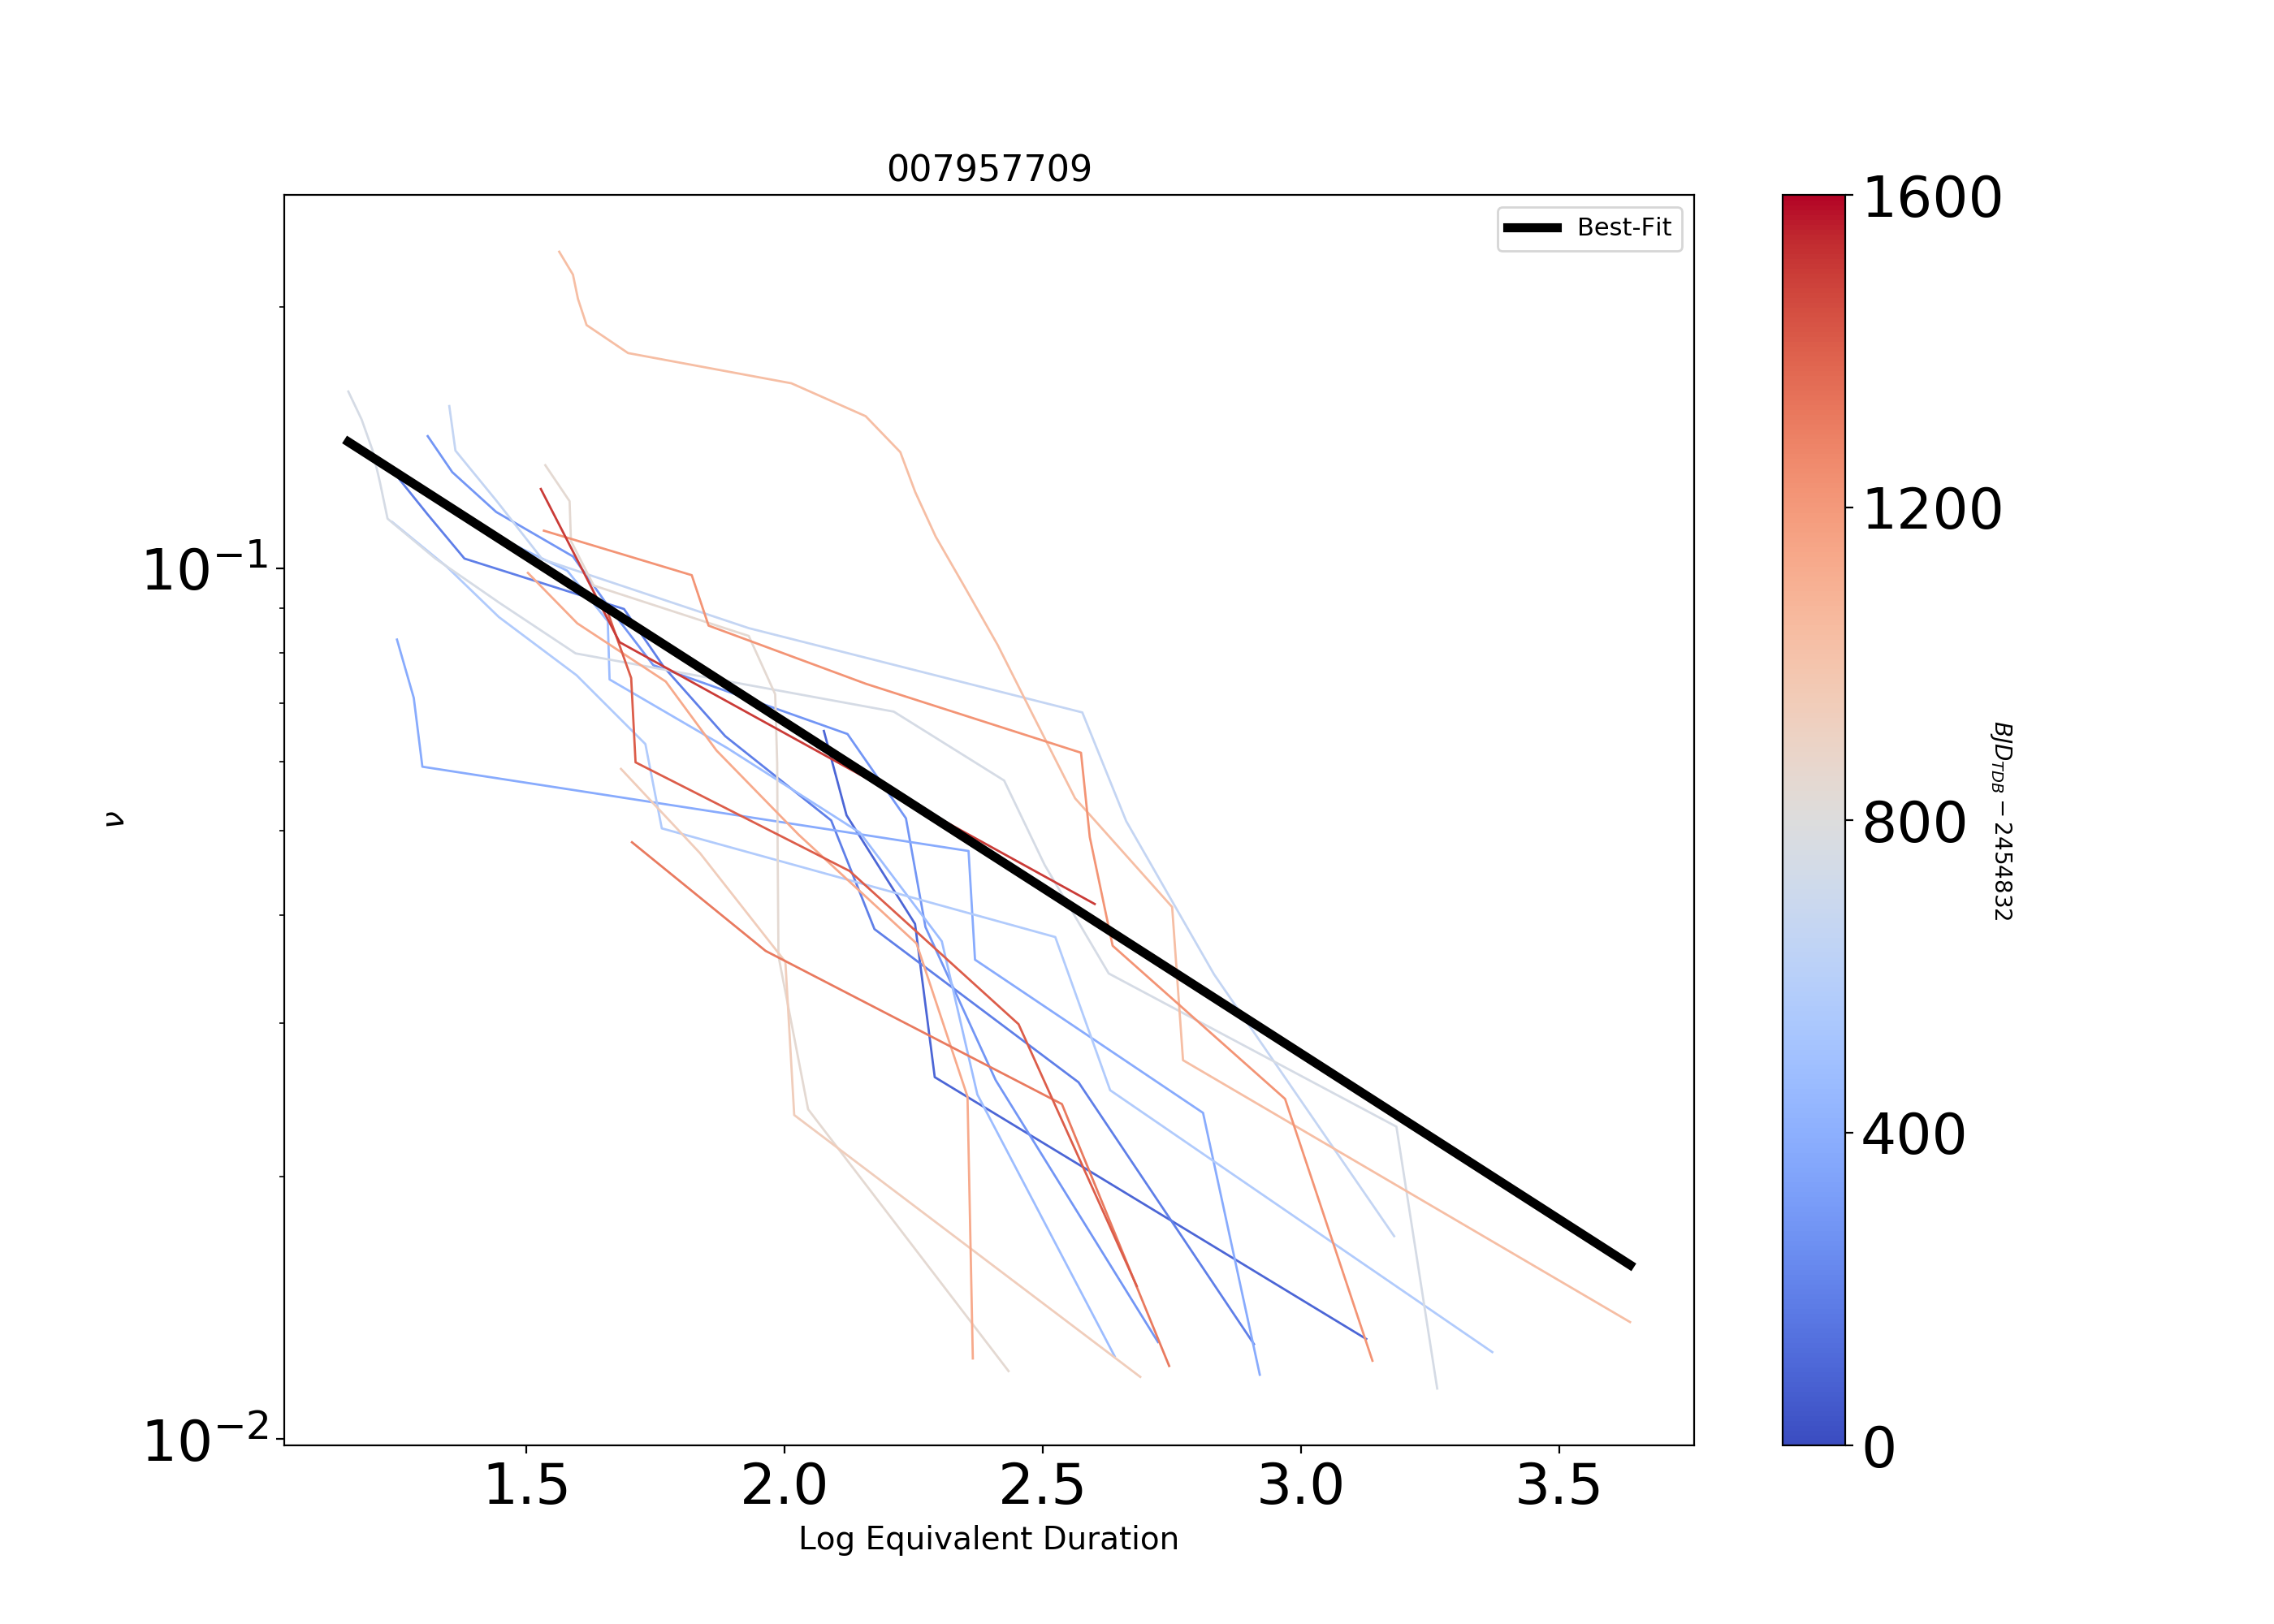 007957709
Best-Fit
10⁻¹
10⁻²
ν
1.5 2.0 2.5 3.0 3.5
Log Equivalent Duration
1600
1200
800
400
0
BJD_TDB − 2454832